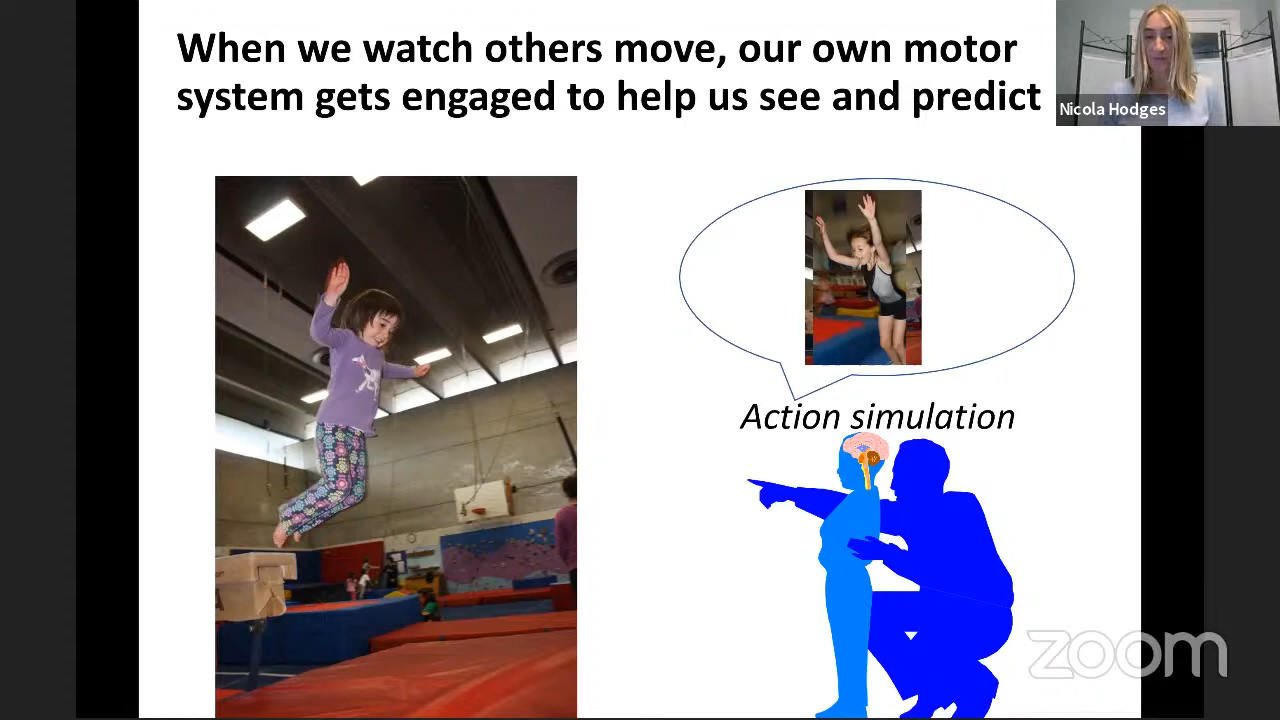 When we watch others move, our own motor
system gets engaged to help us see and predict
Nicola Hodges
Action simulation
zoom